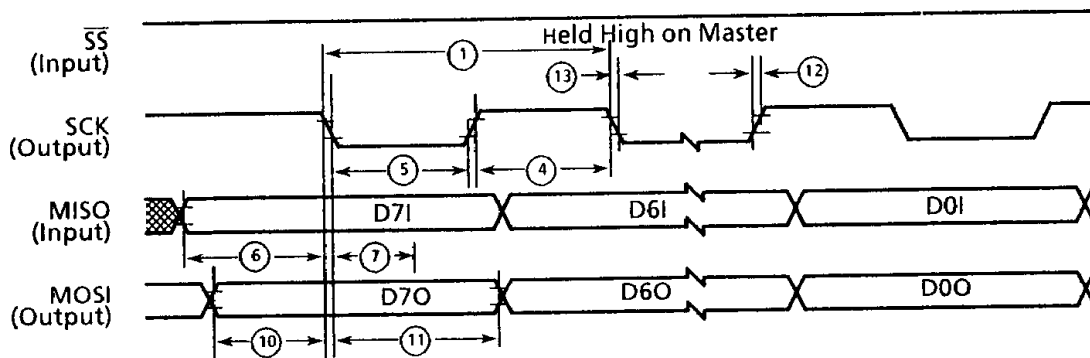 SS
(Input)
Held High on Master
1
13
12
SCK
(Output)
5
4
MISO
(Input)
D7I
D6I
D0I
6
7
MOSI
(Output)
D7O
D6O
D0O
10
11